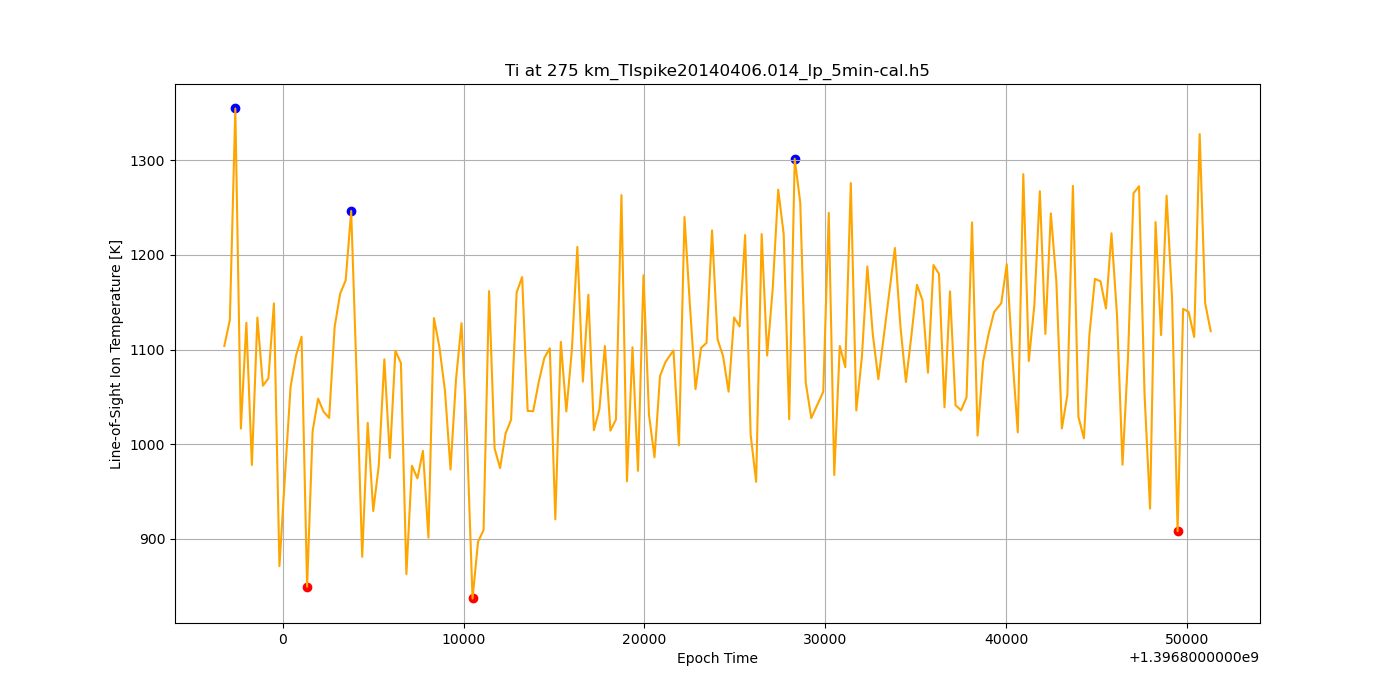 Ti at 275 km_TIspike20140406.014_lp_5min-cal.h5
Line-of-Sight Ion Temperature [K]
1300
1200
1100
1000
900
0 10000 20000 30000 40000 50000
Epoch Time
+1.3968000000e9